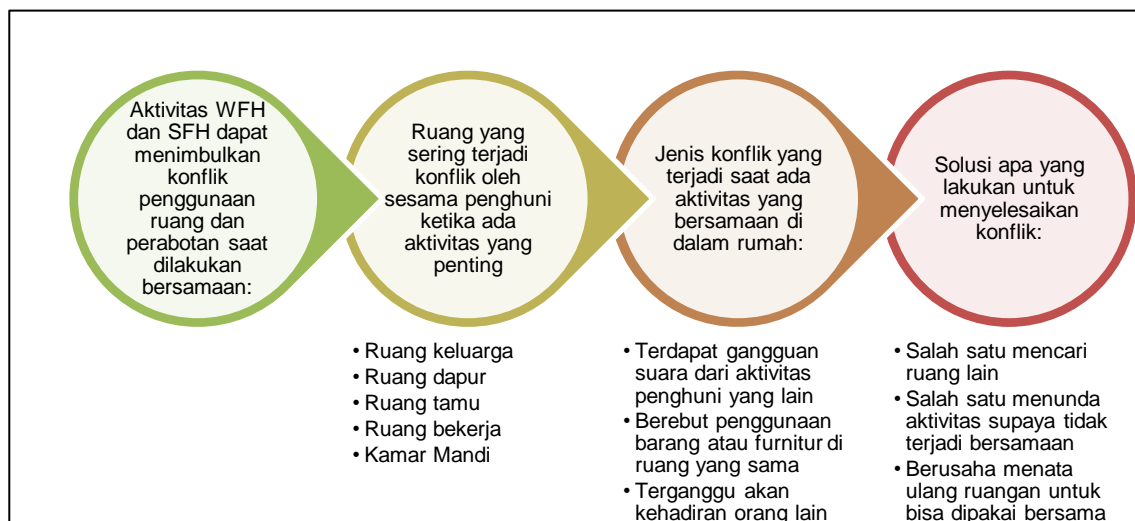 Aktivitas WFH
dan SFH dapat
menimbulkan
konflik
penggunaan
ruang dan
perabotan saat
dilakukan
bersamaan:
Ruang yang
sering terjadi
konflik oleh
sesama penghuni
ketika ada
aktivitas yang
penting
• Ruang keluarga
• Ruang dapur
• Ruang tamu
• Ruang bekerja
• Kamar Mandi
Jenis konflik yang
terjadi saat ada
aktivitas yang
bersamaan di
dalam rumah:
• Terdapat gangguan
suara dari aktivitas
penghuni yang lain
• Berebut penggunaan
barang atau furnitur di
ruang yang sama
• Terganggu akan
kehadiran orang lain
Solusi apa yang
lakukan untuk
menyelesaikan
konflik:
• Salah satu mencari
ruang lain
• Salah satu menunda
aktivitas supaya tidak
terjadi bersamaan
• Berusaha menata
ulang ruangan untuk
bisa dipakai bersama